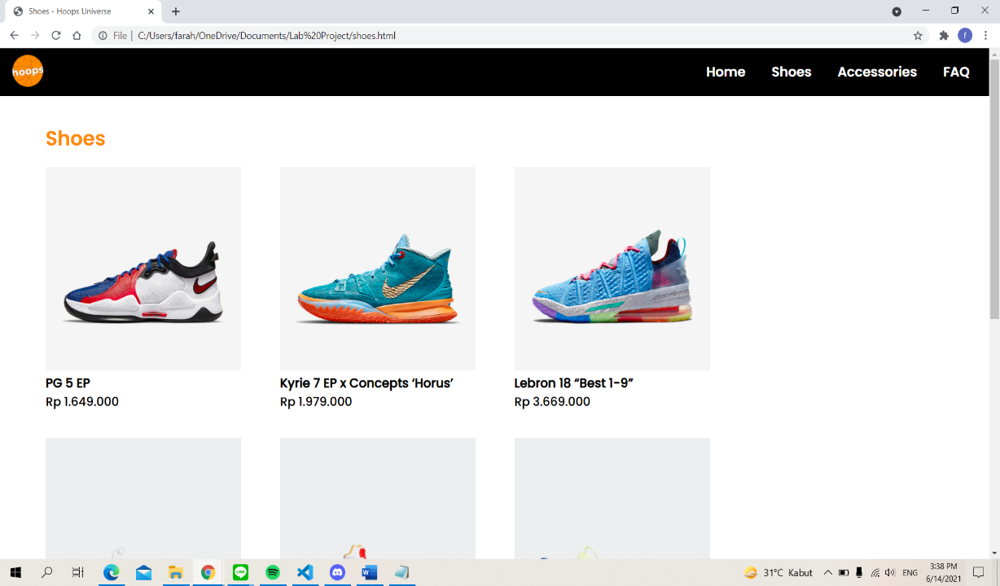 Shoes - Hoops Universe
File | C:/Users/farah/OneDrive/Documents/Lab%20Project/shoes.html
f
hoops
Home Shoes Accessories FAQ
Shoes
PG 5 EP
Rp 1.649.000
Kyrie 7 EP x Concepts ‘Horus’
Rp 1.979.000
Lebron 18 “Best 1-9”
Rp 3.669.000
LINE
W
31°C Kabut
ENG
3:38 PM
6/14/2021